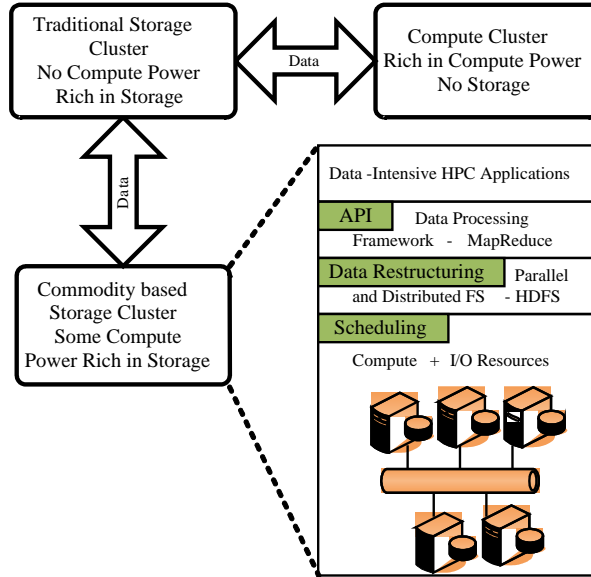 Traditional Storage
Cluster
No Compute Power
Rich in Storage
Data
Compute Cluster
Rich in Compute Power
No Storage
Data
Commodity based
Storage Cluster
Some Compute
Power Rich in Storage
Data -Intensive HPC Applications
API Data Processing
Framework - MapReduce
Data Restructuring Parallel
and Distributed FS - HDFS
Scheduling
Compute + I/O Resources